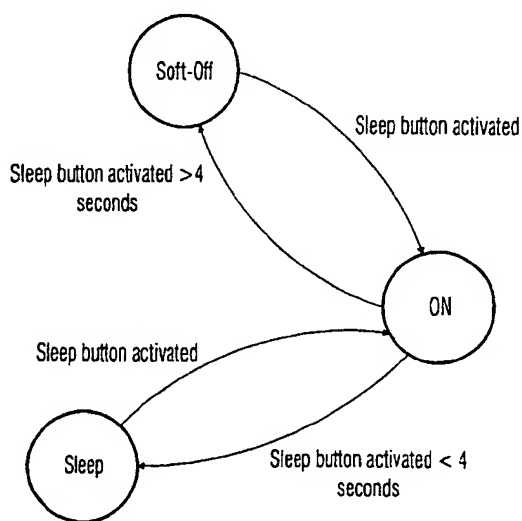 Soft-Off
Sleep button activated
Sleep button activated >4
seconds
ON
Sleep button activated
Sleep
Sleep button activated < 4
seconds